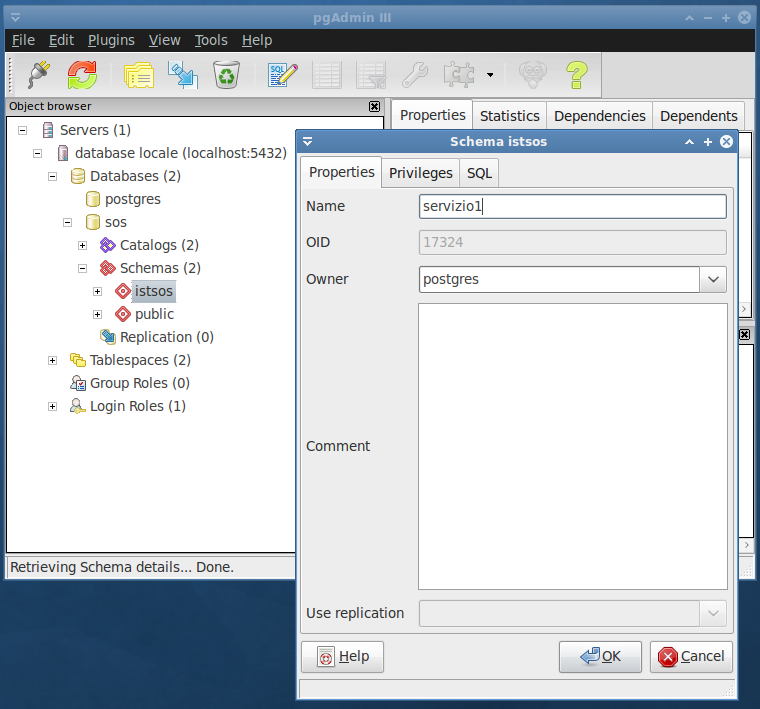 pgAdmin III
File Edit Plugins View Tools Help
SQL
Object browser
Properties Statistics Dependencies Dependents
Servers (1)
database locale (localhost:5432)
Databases (2)
postgres
sos
Catalogs (2)
Schemas (2)
istsos
public
Replication (0)
Tablespaces (2)
Group Roles (0)
Login Roles (1)
Retrieving Schema details... Done.
Schema istsos
Properties Privileges SQL
Name servizio1
OID 17324
Owner postgres
Comment
Use replication
Help OK Cancel